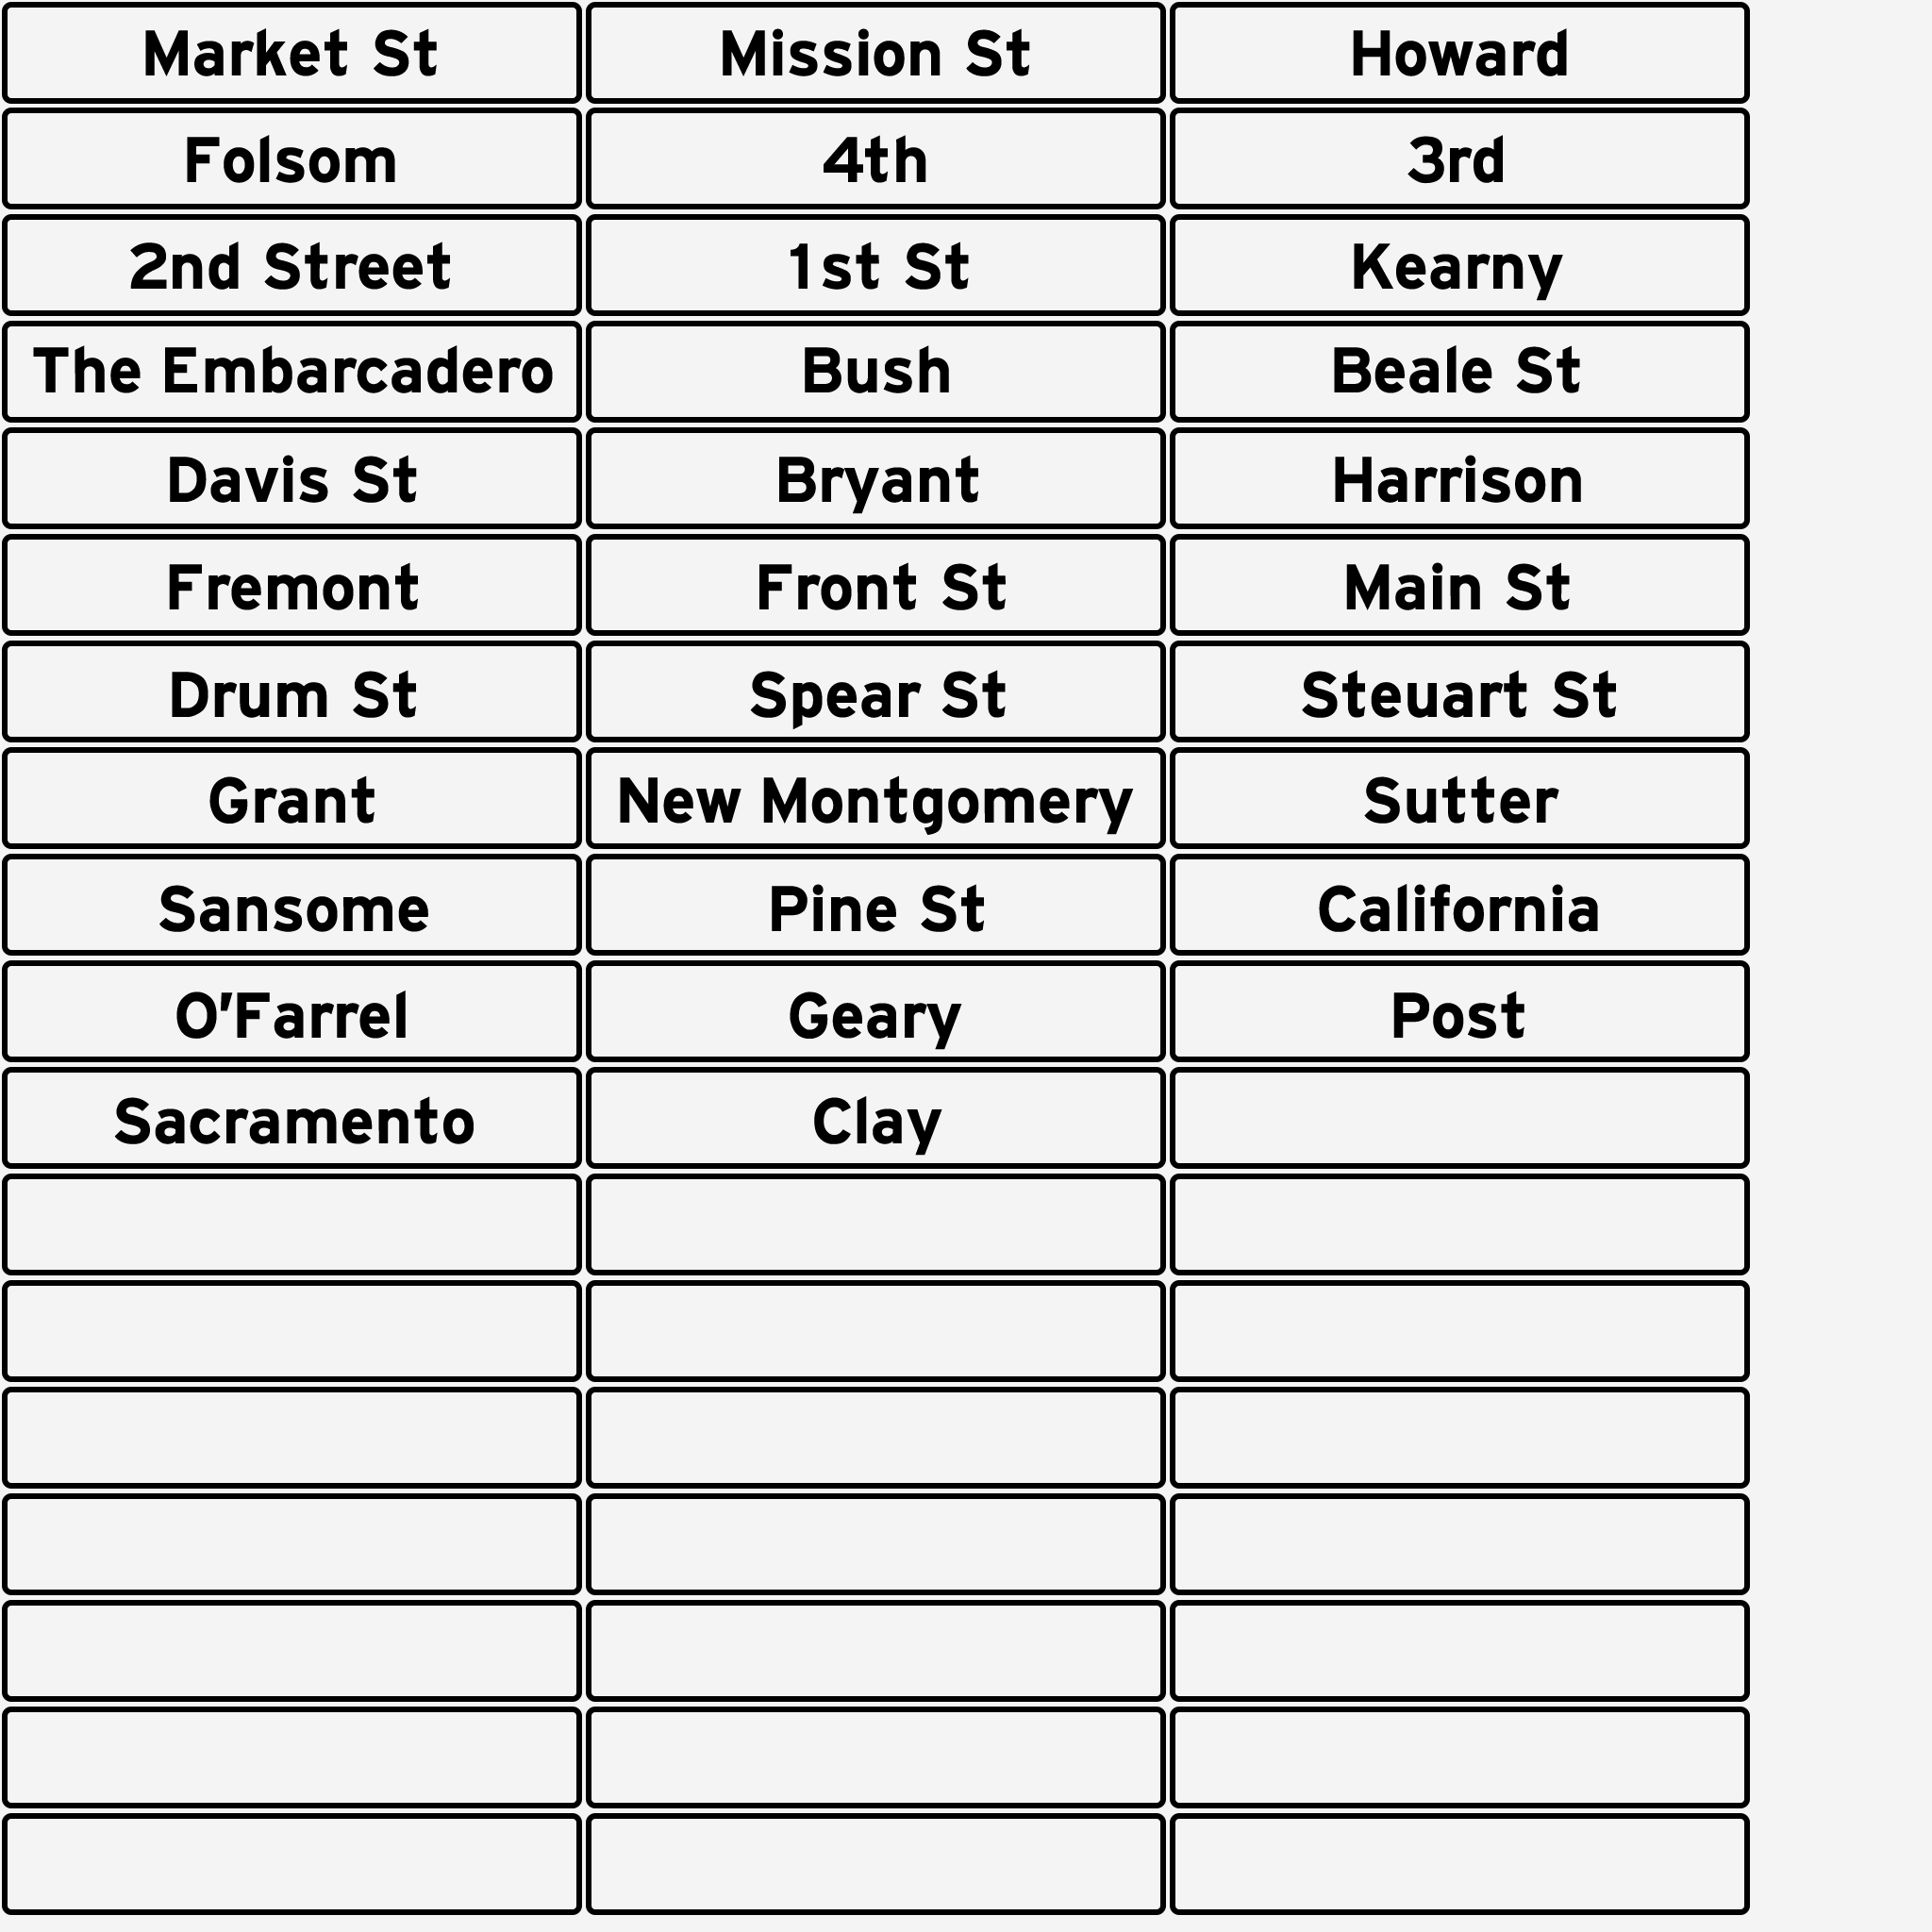 Market St Mission St Howard
Folsom 4th 3rd
2nd Street 1st St Kearny
The Embarcadero Bush Beale St
Davis St Bryant Harrison
Fremont Front St Main St
Drum St Spear St Steuart St
Grant New Montgomery Sutter
Sansome Pine St California
O'Farrel Geary Post
Sacramento Clay